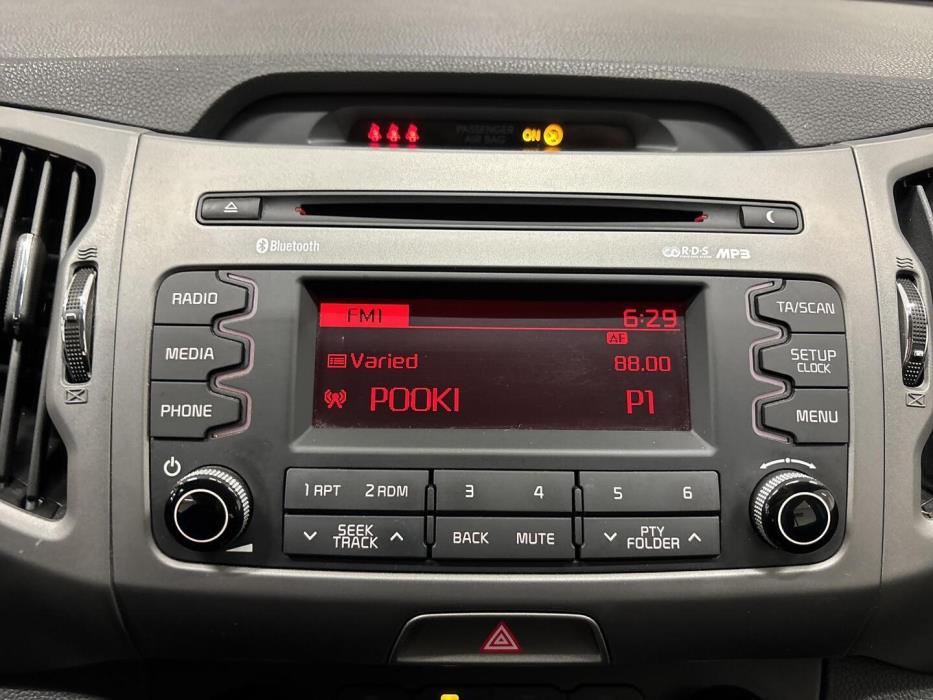 PASSENGER
AIR BAG
ON
Bluetooth
R·D·S MP3
RADIO
MEDIA
PHONE
FM1 6:29
AF
Varied 88.00
POOKI P1
TA/SCAN
SETUP
CLOCK
MENU
1 RPT 2 RDM 3 4 5 6
SEEK
TRACK
BACK MUTE
PTY
FOLDER